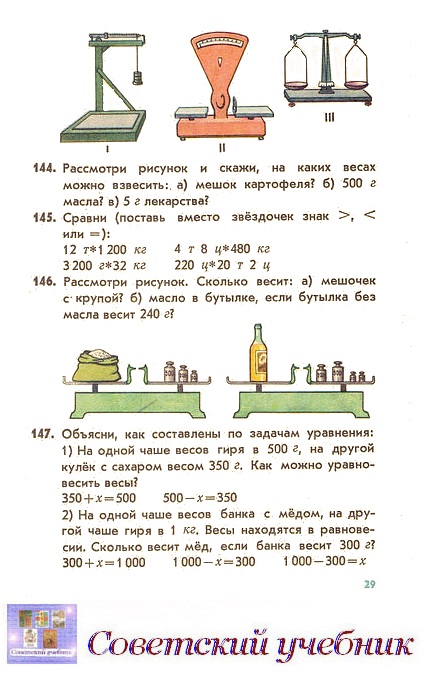 I
II
III
144. Рассмотри рисунок и скажи, на каких весах
можно взвесить: а) мешок картофеля? б) 500 г
масла? в) 5 г лекарства?
145. Сравни (поставь вместо звёздочек знак >, <
или =):
12 т*1 200 кг 4 т 8 ц*480 кг
3 200 г*32 кг 220 ц*20 т 2 ц
146. Рассмотри рисунок. Сколько весит: а) мешочек
с крупой? б) масло в бутылке, если бутылка без
масла весит 240 г?
147. Объясни, как составлены по задачам уравнения:
1) На одной чаше весов гиря в 500 г, на другой
кулёк с сахаром весом 350 г. Как можно уравно-
весить весы?
350+x=500 500−x=350
2) На одной чаше весов банка с мёдом, на дру-
гой чаше гиря в 1 кг. Весы находятся в равнове-
сии. Сколько весит мёд, если банка весит 300 г?
300+x=1 000 1 000−x=300 1 000−300=x
29
Советский учебник
Советский учебник